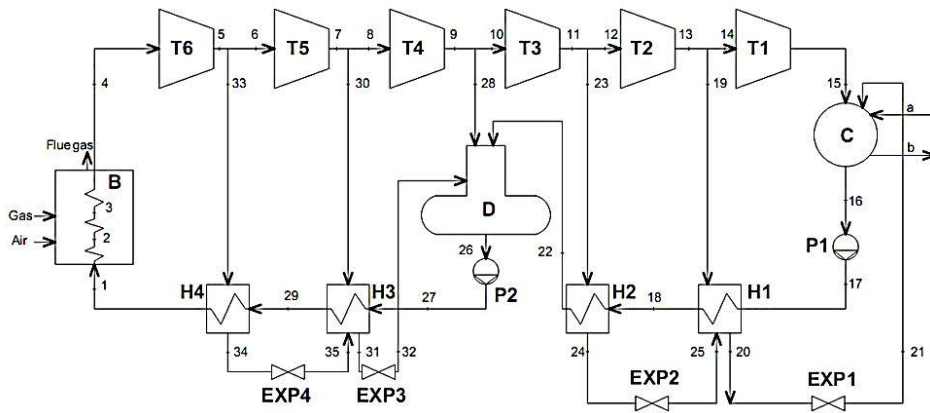 T6
5
6
T5
7
8
T4
9
10
T3
11
12
T2
13
14
T1
4
33
30
28
23
19
15
a
C
b
Flue gas
B
Gas
3
Air
2
D
16
P1
26
22
1
H4
29
H3
27
P2
H2
18
H1
17
34
35
31
32
24
25
20
21
EXP4
EXP3
EXP2
EXP1